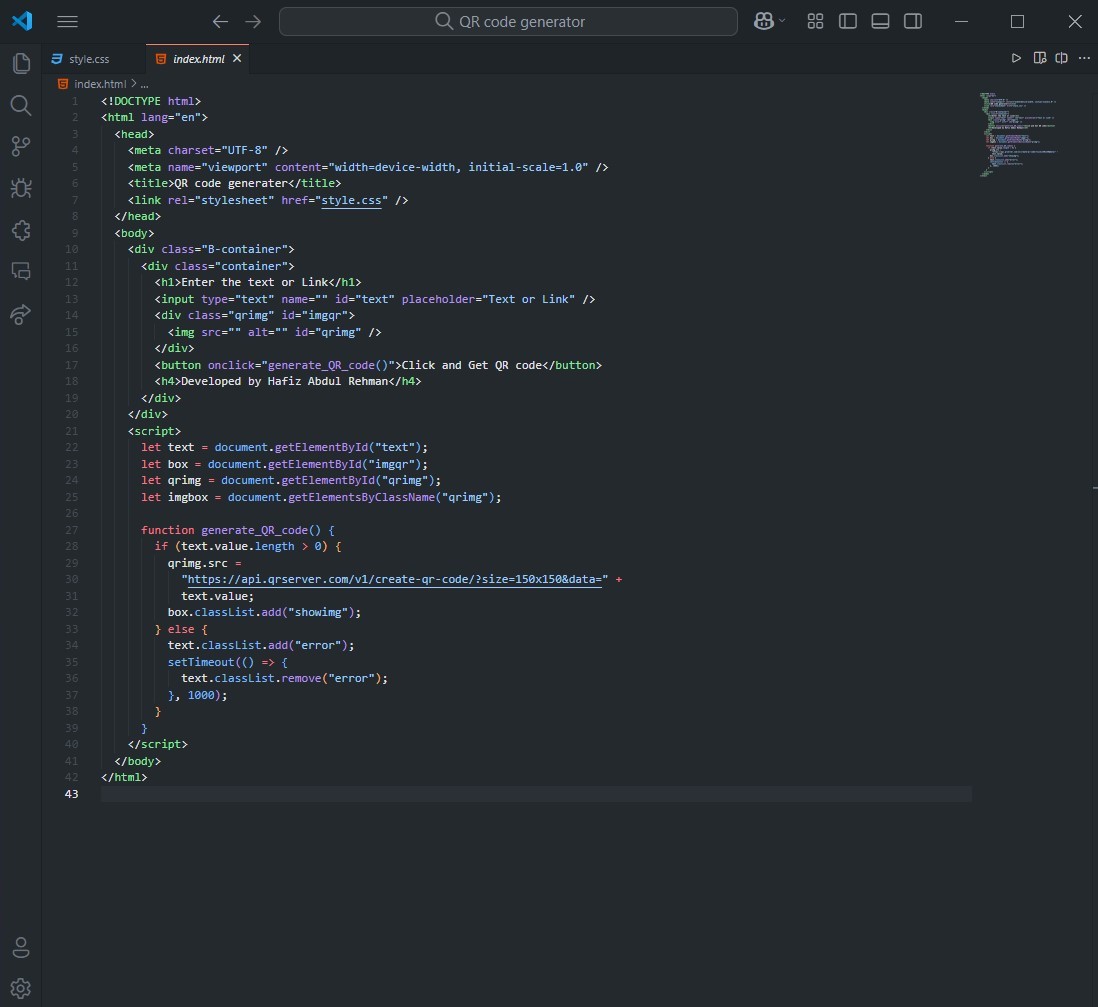 QR code generator
style.css
index.html
index.html > ...
1 <!DOCTYPE html>
2 <html lang="en">
3 <head>
4 <meta charset="UTF-8" />
5 <meta name="viewport" content="width=device-width, initial-scale=1.0" />
6 <title>QR code generater</title>
7 <link rel="stylesheet" href="style.css" />
8 </head>
9 <body>
10 <div class="B-container">
11 <div class="container">
12 <h1>Enter the text or Link</h1>
13 <input type="text" name="" id="text" placeholder="Text or Link" />
14 <div class="qrimg" id="imgqr">
15 <img src="" alt="" id="qrimg" />
16 </div>
17 <button onclick="generate_QR_code()">Click and Get QR code</button>
18 <h4>Developed by Hafiz Abdul Rehman</h4>
19 </div>
20 </div>
21 <script>
22 let text = document.getElementById("text");
23 let box = document.getElementById("imgqr");
24 let qrimg = document.getElementById("qrimg");
25 let imgbox = document.getElementsByClassName("qrimg");
26
27 function generate_QR_code() {
28 if (text.value.length > 0) {
29 qrimg.src =
30 "https://api.qrserver.com/v1/create-qr-code/?size=150x150&data=" +
31 text.value;
32 box.classList.add("showimg");
33 } else {
34 text.classList.add("error");
35 setTimeout(() => {
36 text.classList.remove("error");
37 }, 1000);
38 }
39 }
40 </script>
41 </body>
42 </html>
43